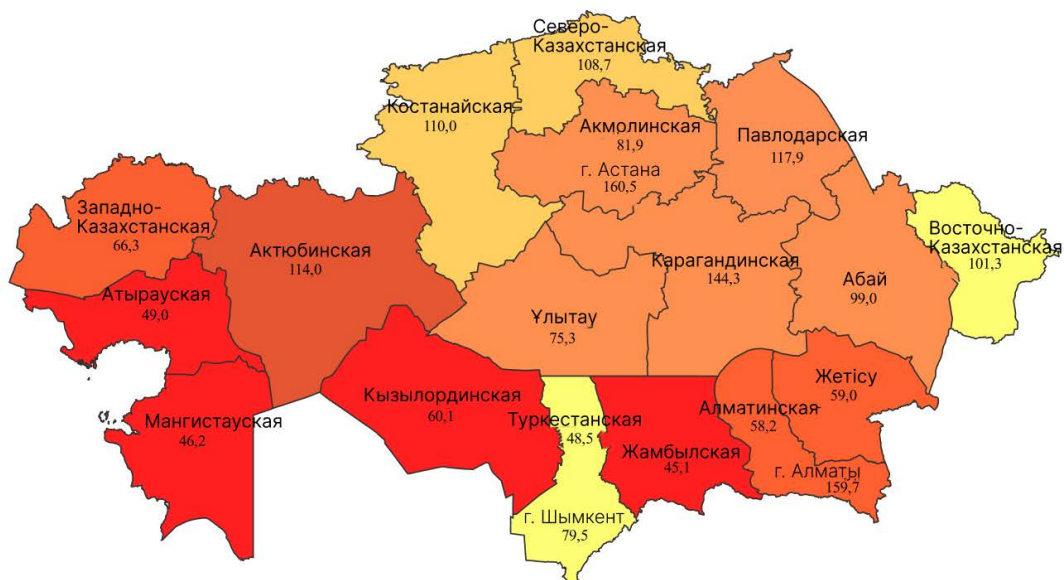 Северо-
Казахстанская
108,7
Костанайская
110,0
Акмолинская
81,9
г. Астана
160,5
Павлодарская
117,9
Западно-
Казахстанская
66,3
Актюбинская
114,0
Восточно-
Казахстанская
101,3
Карагандинская
144,3
Абай
99,0
Атырауская
49,0
Ұлытау
75,3
Жетісу
59,0
Мангистауская
46,2
Кызылординская
60,1
Туркестанская
48,5
Жамбылская
45,1
Алматинская
58,2
г. Алматы
159,7
г. Шымкент
79,5